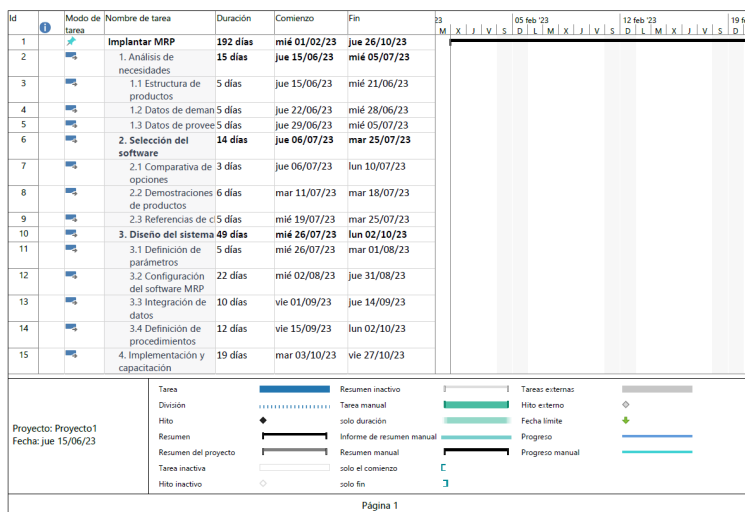 Id Modo de Nombre de tarea Duración Comienzo Fin 23 05 feb '23 12 feb '23 19 f
tarea M X J V S D L M X J V S D L M X J V S D
1 Implantar MRP 192 días mié 01/02/23 jue 26/10/23
2 1. Análisis de 15 días jue 15/06/23 mié 05/07/23
necesidades
3 1.1 Estructura de 5 días jue 15/06/23 mié 21/06/23
productos
4 1.2 Datos de deman 5 días jue 22/06/23 mié 28/06/23
5 1.3 Datos de provee 5 días jue 29/06/23 mié 05/07/23
6 2. Selección del 14 días jue 06/07/23 mar 25/07/23
software
7 2.1 Comparativa de 3 días jue 06/07/23 lun 10/07/23
opciones
8 2.2 Demostraciones 6 días mar 11/07/23 mar 18/07/23
de productos
9 2.3 Referencias de cl 5 días mié 19/07/23 mar 25/07/23
10 3. Diseño del sistema 49 días mié 26/07/23 lun 02/10/23
11 3.1 Definición de 5 días mié 26/07/23 mar 01/08/23
parámetros
12 3.2 Configuración 22 días mié 02/08/23 jue 31/08/23
del software MRP
13 3.3 Integración de 10 días vie 01/09/23 jue 14/09/23
datos
14 3.4 Definición de 12 días vie 15/09/23 lun 02/10/23
procedimientos
15 4. Implementación y 19 días mar 03/10/23 vie 27/10/23
capacitación
Proyecto: Proyecto1
Fecha: jue 15/06/23
Tarea Resumen inactivo Tareas externas
División Tarea manual Hito externo
Hito solo duración Fecha límite
Resumen Informe de resumen manual Progreso
Resumen del proyecto Resumen manual Progreso manual
Tarea inactiva solo el comienzo
Hito inactivo solo fin
Página 1